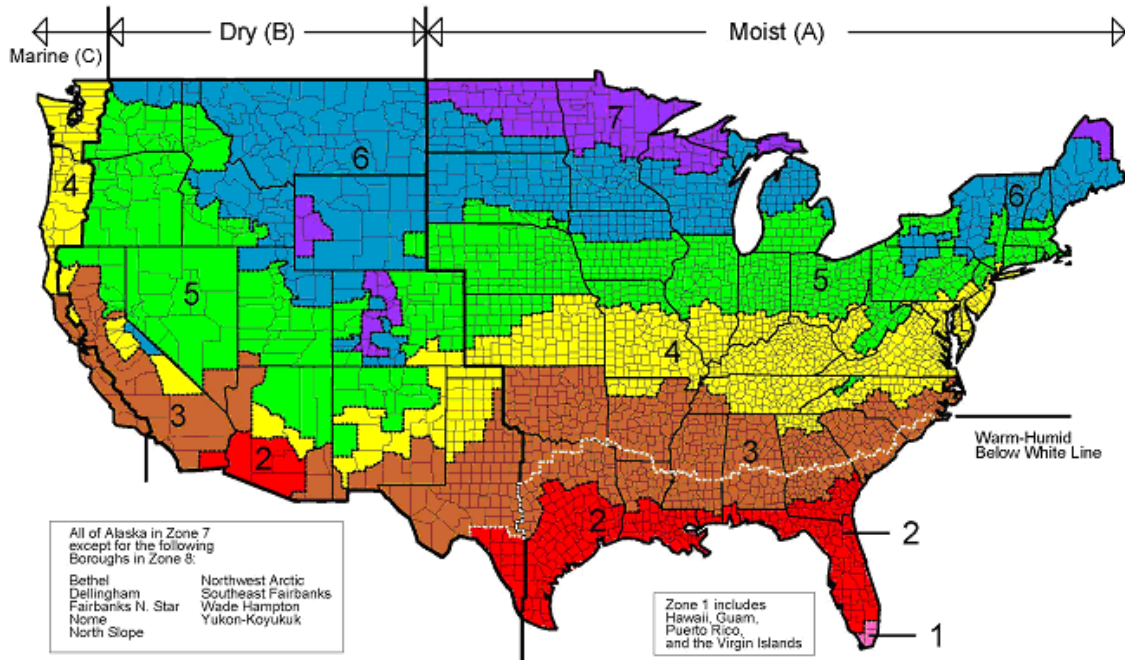 Marine (C)
Dry (B)
Moist (A)
7
6
4
6
5
5
4
3
3
2
2
Warm-Humid
Below White Line
2
1
All of Alaska in Zone 7
except for the following
Boroughs in Zone 8:
Bethel
Dellingham
Fairbanks N. Star
Nome
North Slope
Northwest Arctic
Southeast Fairbanks
Wade Hampton
Yukon-Koyukuk
Zone 1 includes
Hawaii, Guam,
Puerto Rico,
and the Virgin Islands